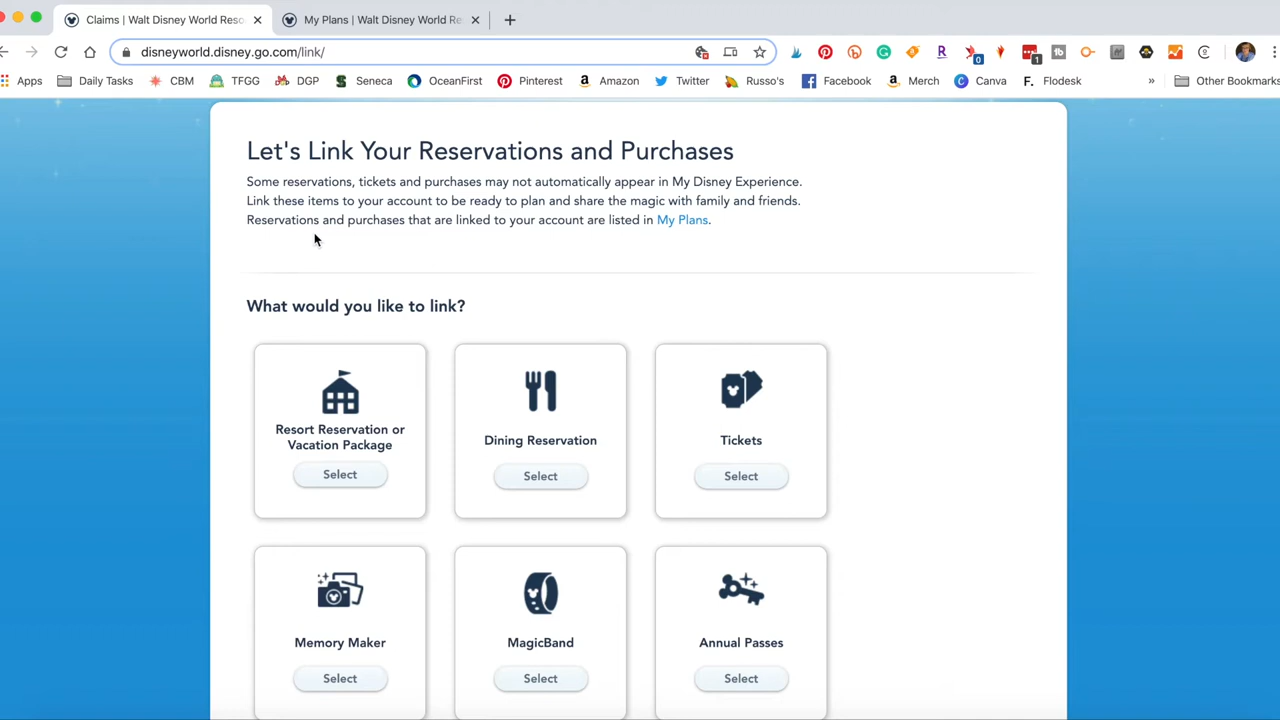 Claims | Walt Disney World Reso
My Plans | Walt Disney World Re
disneyworld.disney.go.com/link/
0
1
Apps
Daily Tasks
CBM
TFGG
DGP
Seneca
OceanFirst
Pinterest
Amazon
Twitter
Russo's
Facebook
Merch
Canva
F. Flodesk
»
Other Bookmarks
Let's Link Your Reservations and Purchases
Some reservations, tickets and purchases may not automatically appear in My Disney Experience.
Link these items to your account to be ready to plan and share the magic with family and friends.
Reservations and purchases that are linked to your account are listed in My Plans.
What would you like to link?
Resort Reservation or
Vacation Package
Select
Dining Reservation
Select
Tickets
Select
Memory Maker
Select
MagicBand
Select
Annual Passes
Select